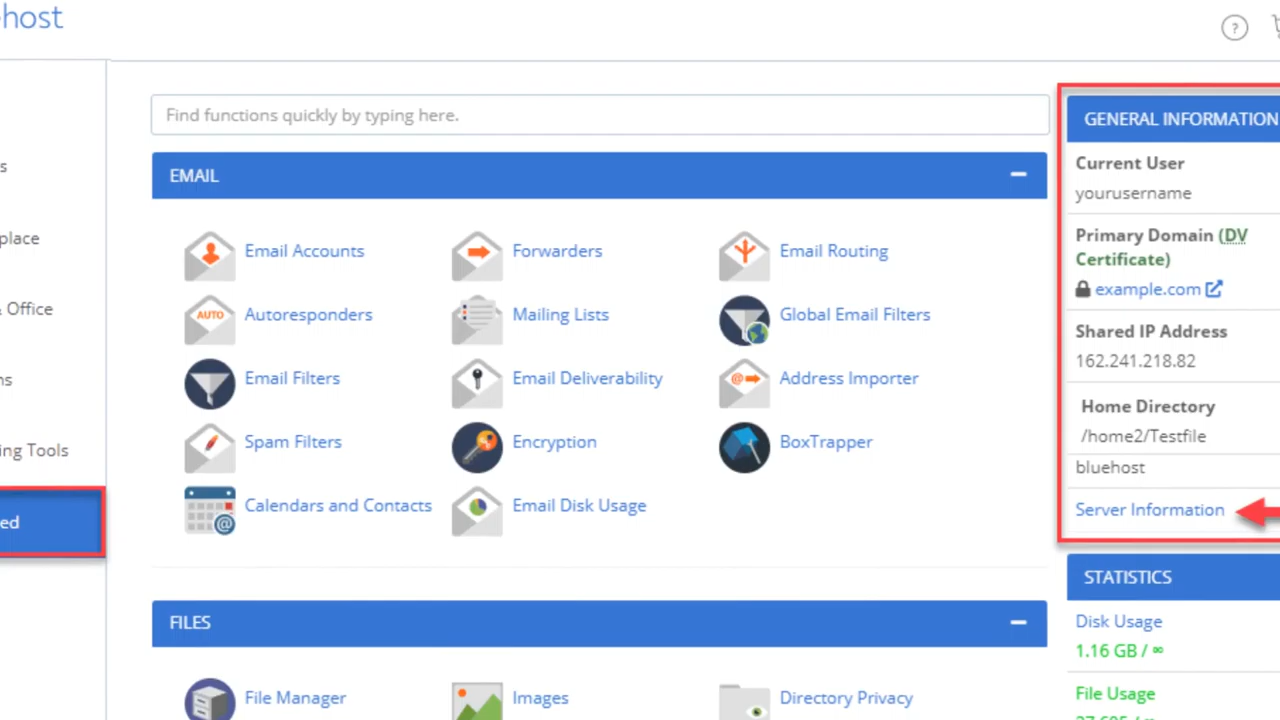 host
Find functions quickly by typing here.
EMAIL
Email Accounts
Forwarders
Email Routing
AUTO
Autoresponders
Mailing Lists
Global Email Filters
Email Filters
Email Deliverability
Address Importer
Spam Filters
Encryption
BoxTrapper
Calendars and Contacts
Email Disk Usage
FILES
File Manager
Images
Directory Privacy
s
place
& Office
ns
ing Tools
ed
?
GENERAL INFORMATION
Current User
yourusername
Primary Domain (DV
Certificate)
example.com
Shared IP Address
162.241.218.82
Home Directory
/home2/Testfile
bluehost
Server Information
STATISTICS
Disk Usage
1.16 GB / ∞
File Usage